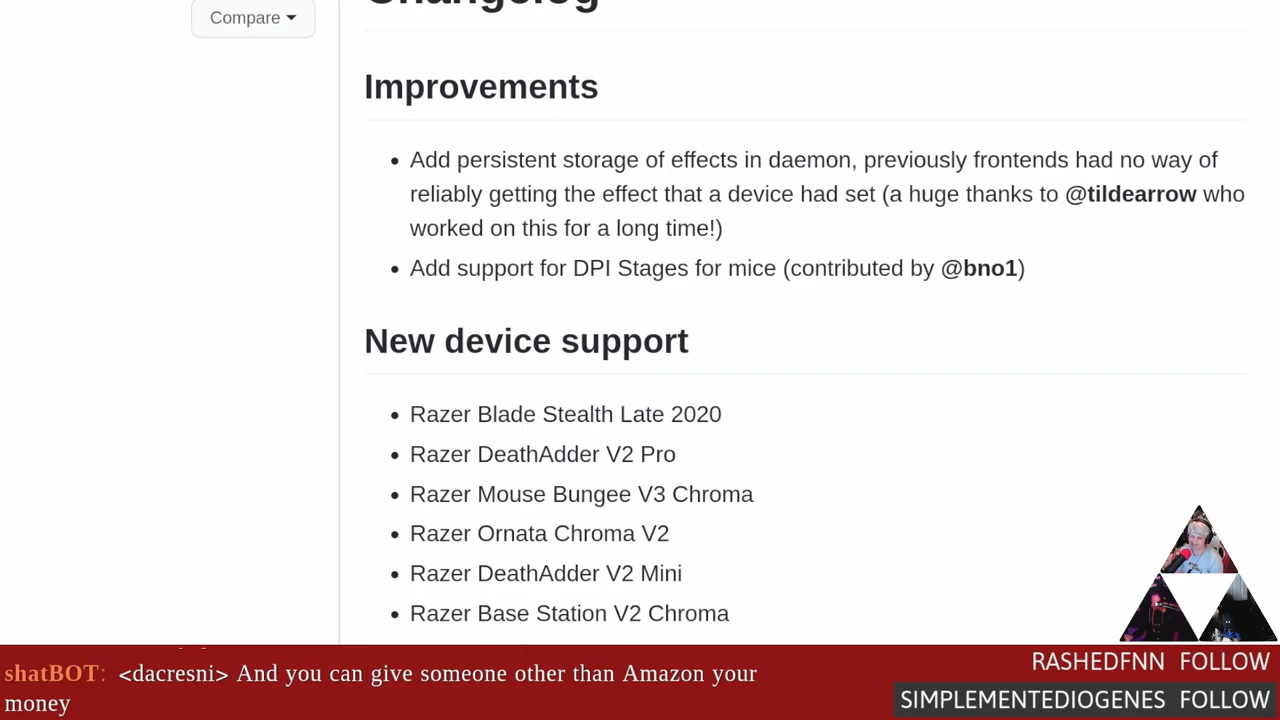 Compare
Changelog
Improvements
Add persistent storage of effects in daemon, previously frontends had no way of
reliably getting the effect that a device had set (a huge thanks to @tildearrow who
worked on this for a long time!)
Add support for DPI Stages for mice (contributed by @bno1)
New device support
Razer Blade Stealth Late 2020
Razer DeathAdder V2 Pro
Razer Mouse Bungee V3 Chroma
Razer Ornata Chroma V2
Razer DeathAdder V2 Mini
Razer Base Station V2 Chroma
shatBOT: <dacresni> And you can give someone other than Amazon your
money
RASHEDFNN FOLLOW
SIMPLEMENTEDIOGENES FOLLOW